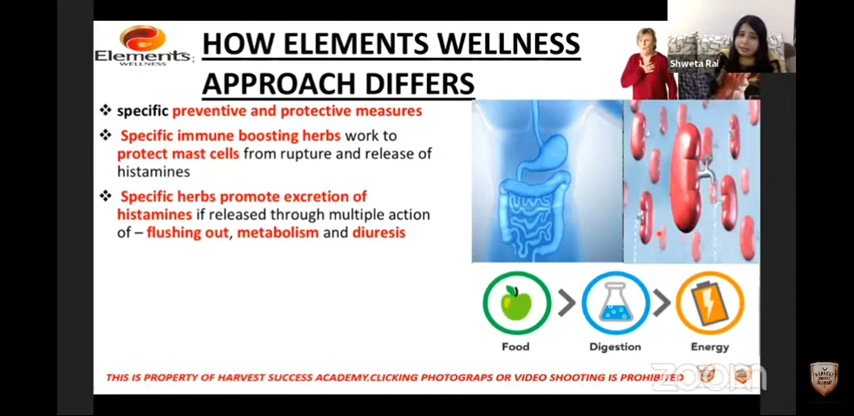 Elements
WELLNESS
HOW ELEMENTS WELLNESS
APPROACH DIFFERS
Shweta Rai
❖ specific preventive and protective measures
❖ Specific immune boosting herbs work to
protect mast cells from rupture and release of
histamines
❖ Specific herbs promote excretion of
histamines if released through multiple action
of – flushing out, metabolism and diuresis
Food
Digestion
Energy
THIS IS PROPERTY OF HARVEST SUCCESS ACADEMY.CLICKING PHOTOGRAPS OR VIDEO SHOOTING IS PROHIBITED
zoom